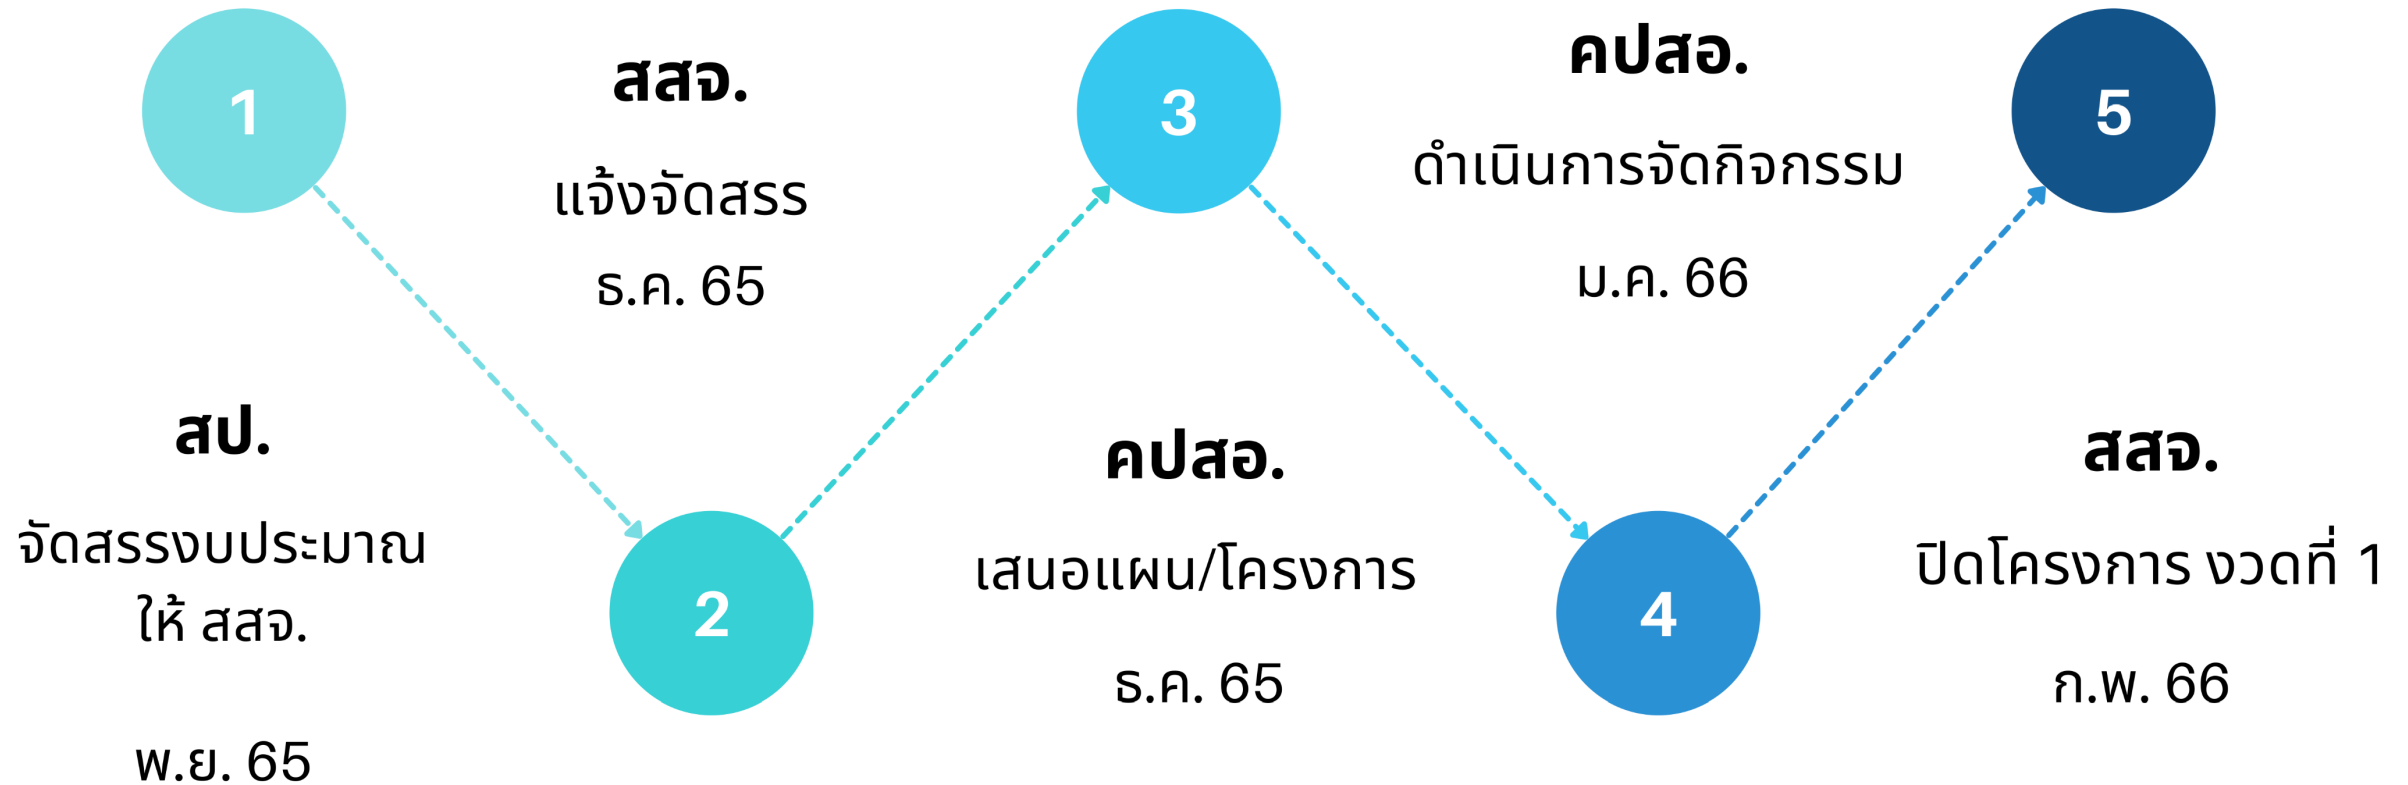 1
สป.
จัดสรรงบประมาณ
ให้ สสจ.
พ.ย. 65
2
สสจ.
แจ้งจัดสรร
ธ.ค. 65
3
คปสอ.
เสนอแผน/โครงการ
ธ.ค. 65
4
คปสอ.
ดำเนินการจัดกิจกรรม
ม.ค. 66
5
สสจ.
ปิดโครงการ งวดที่ 1
ก.พ. 66